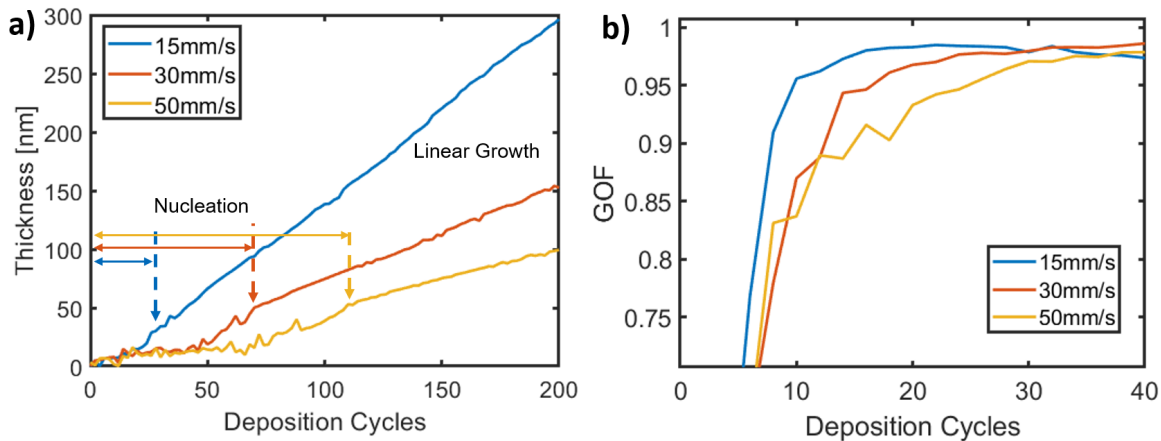 a)
300
250
200
150
100
50
0
Thickness [nm]
15mm/s
30mm/s
50mm/s
Nucleation
Linear Growth
0 50 100 150 200
Deposition Cycles
b)
1
0.95
0.9
0.85
0.8
0.75
GOF
15mm/s
30mm/s
50mm/s
0 10 20 30 40
Deposition Cycles